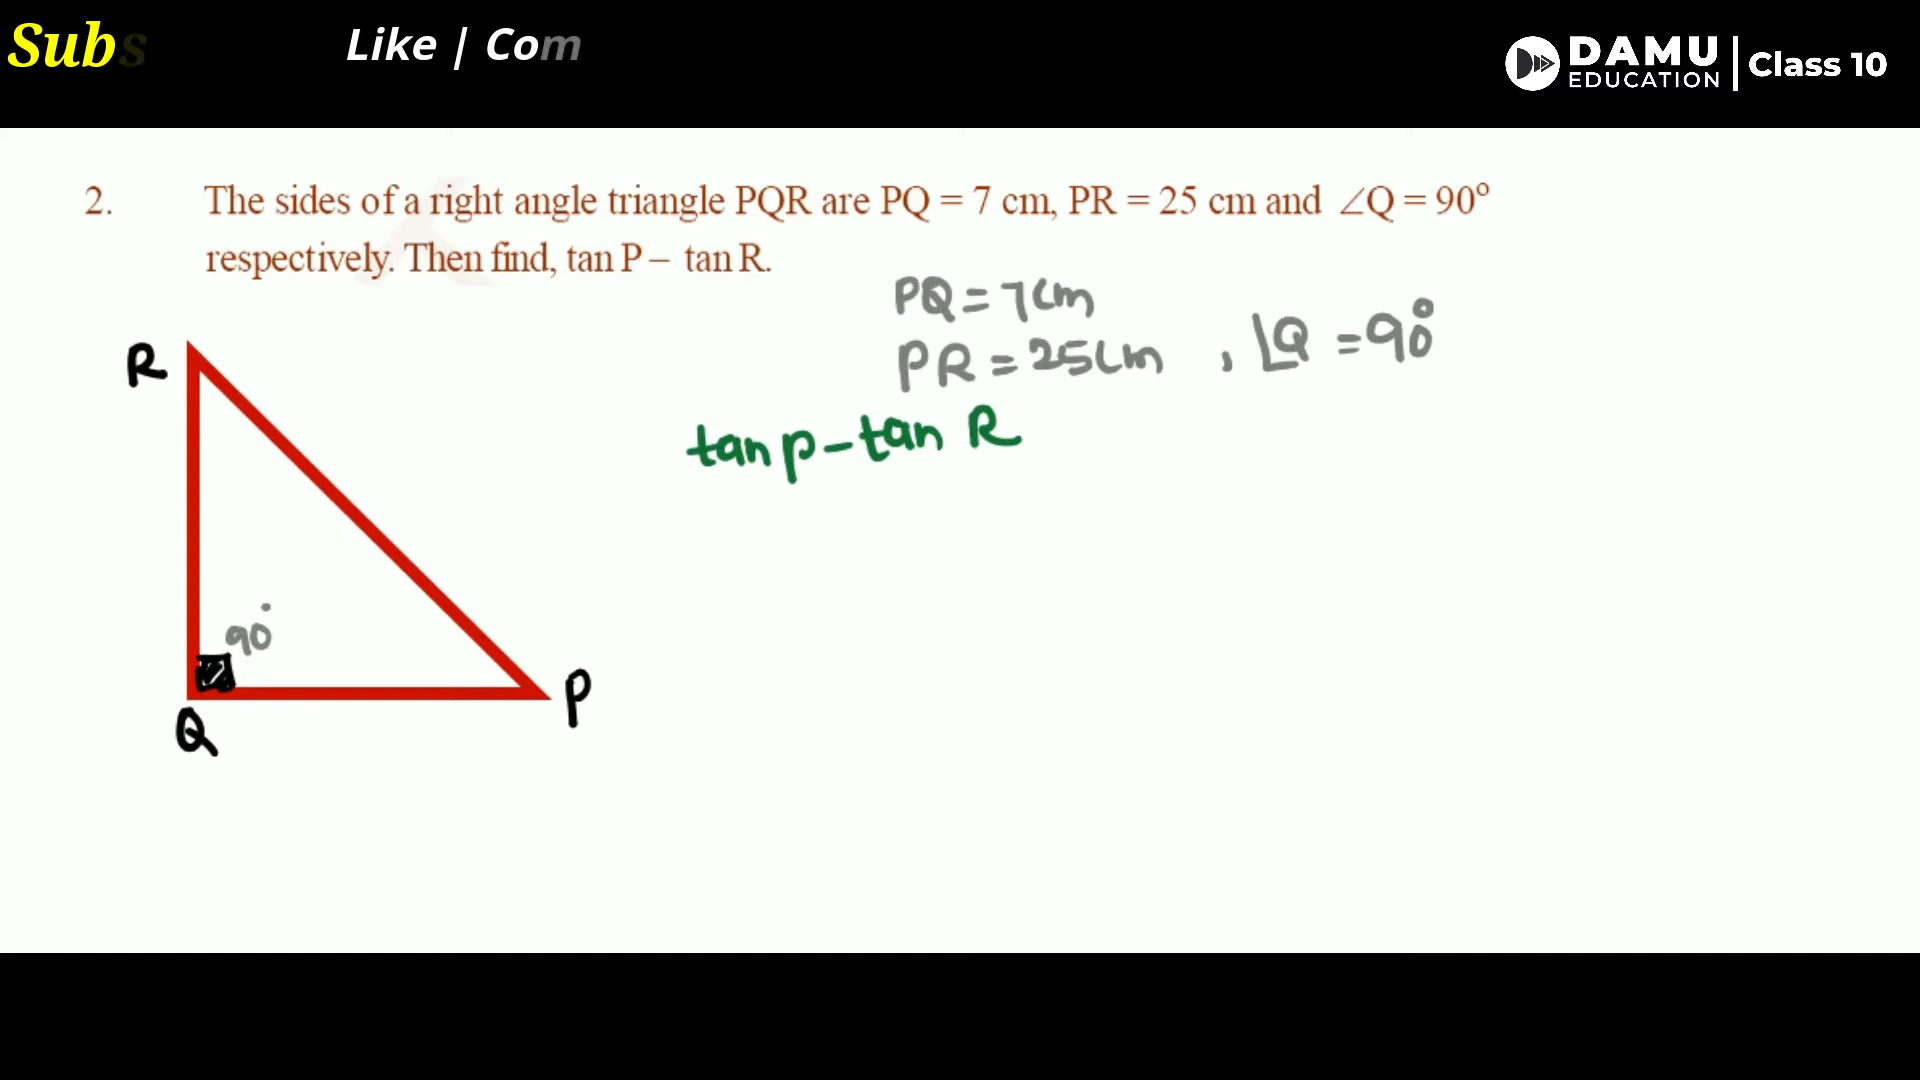 Subs
Like | Com
DAMU
EDUCATION
Class 10
2. The sides of a right angle triangle PQR are PQ = 7 cm, PR = 25 cm and ∠Q = 90°
respectively. Then find, tan P – tan R.
PQ = 7cm
PR = 25cm , ∠Q = 90°
tan p - tan R
R
90°
Q
P